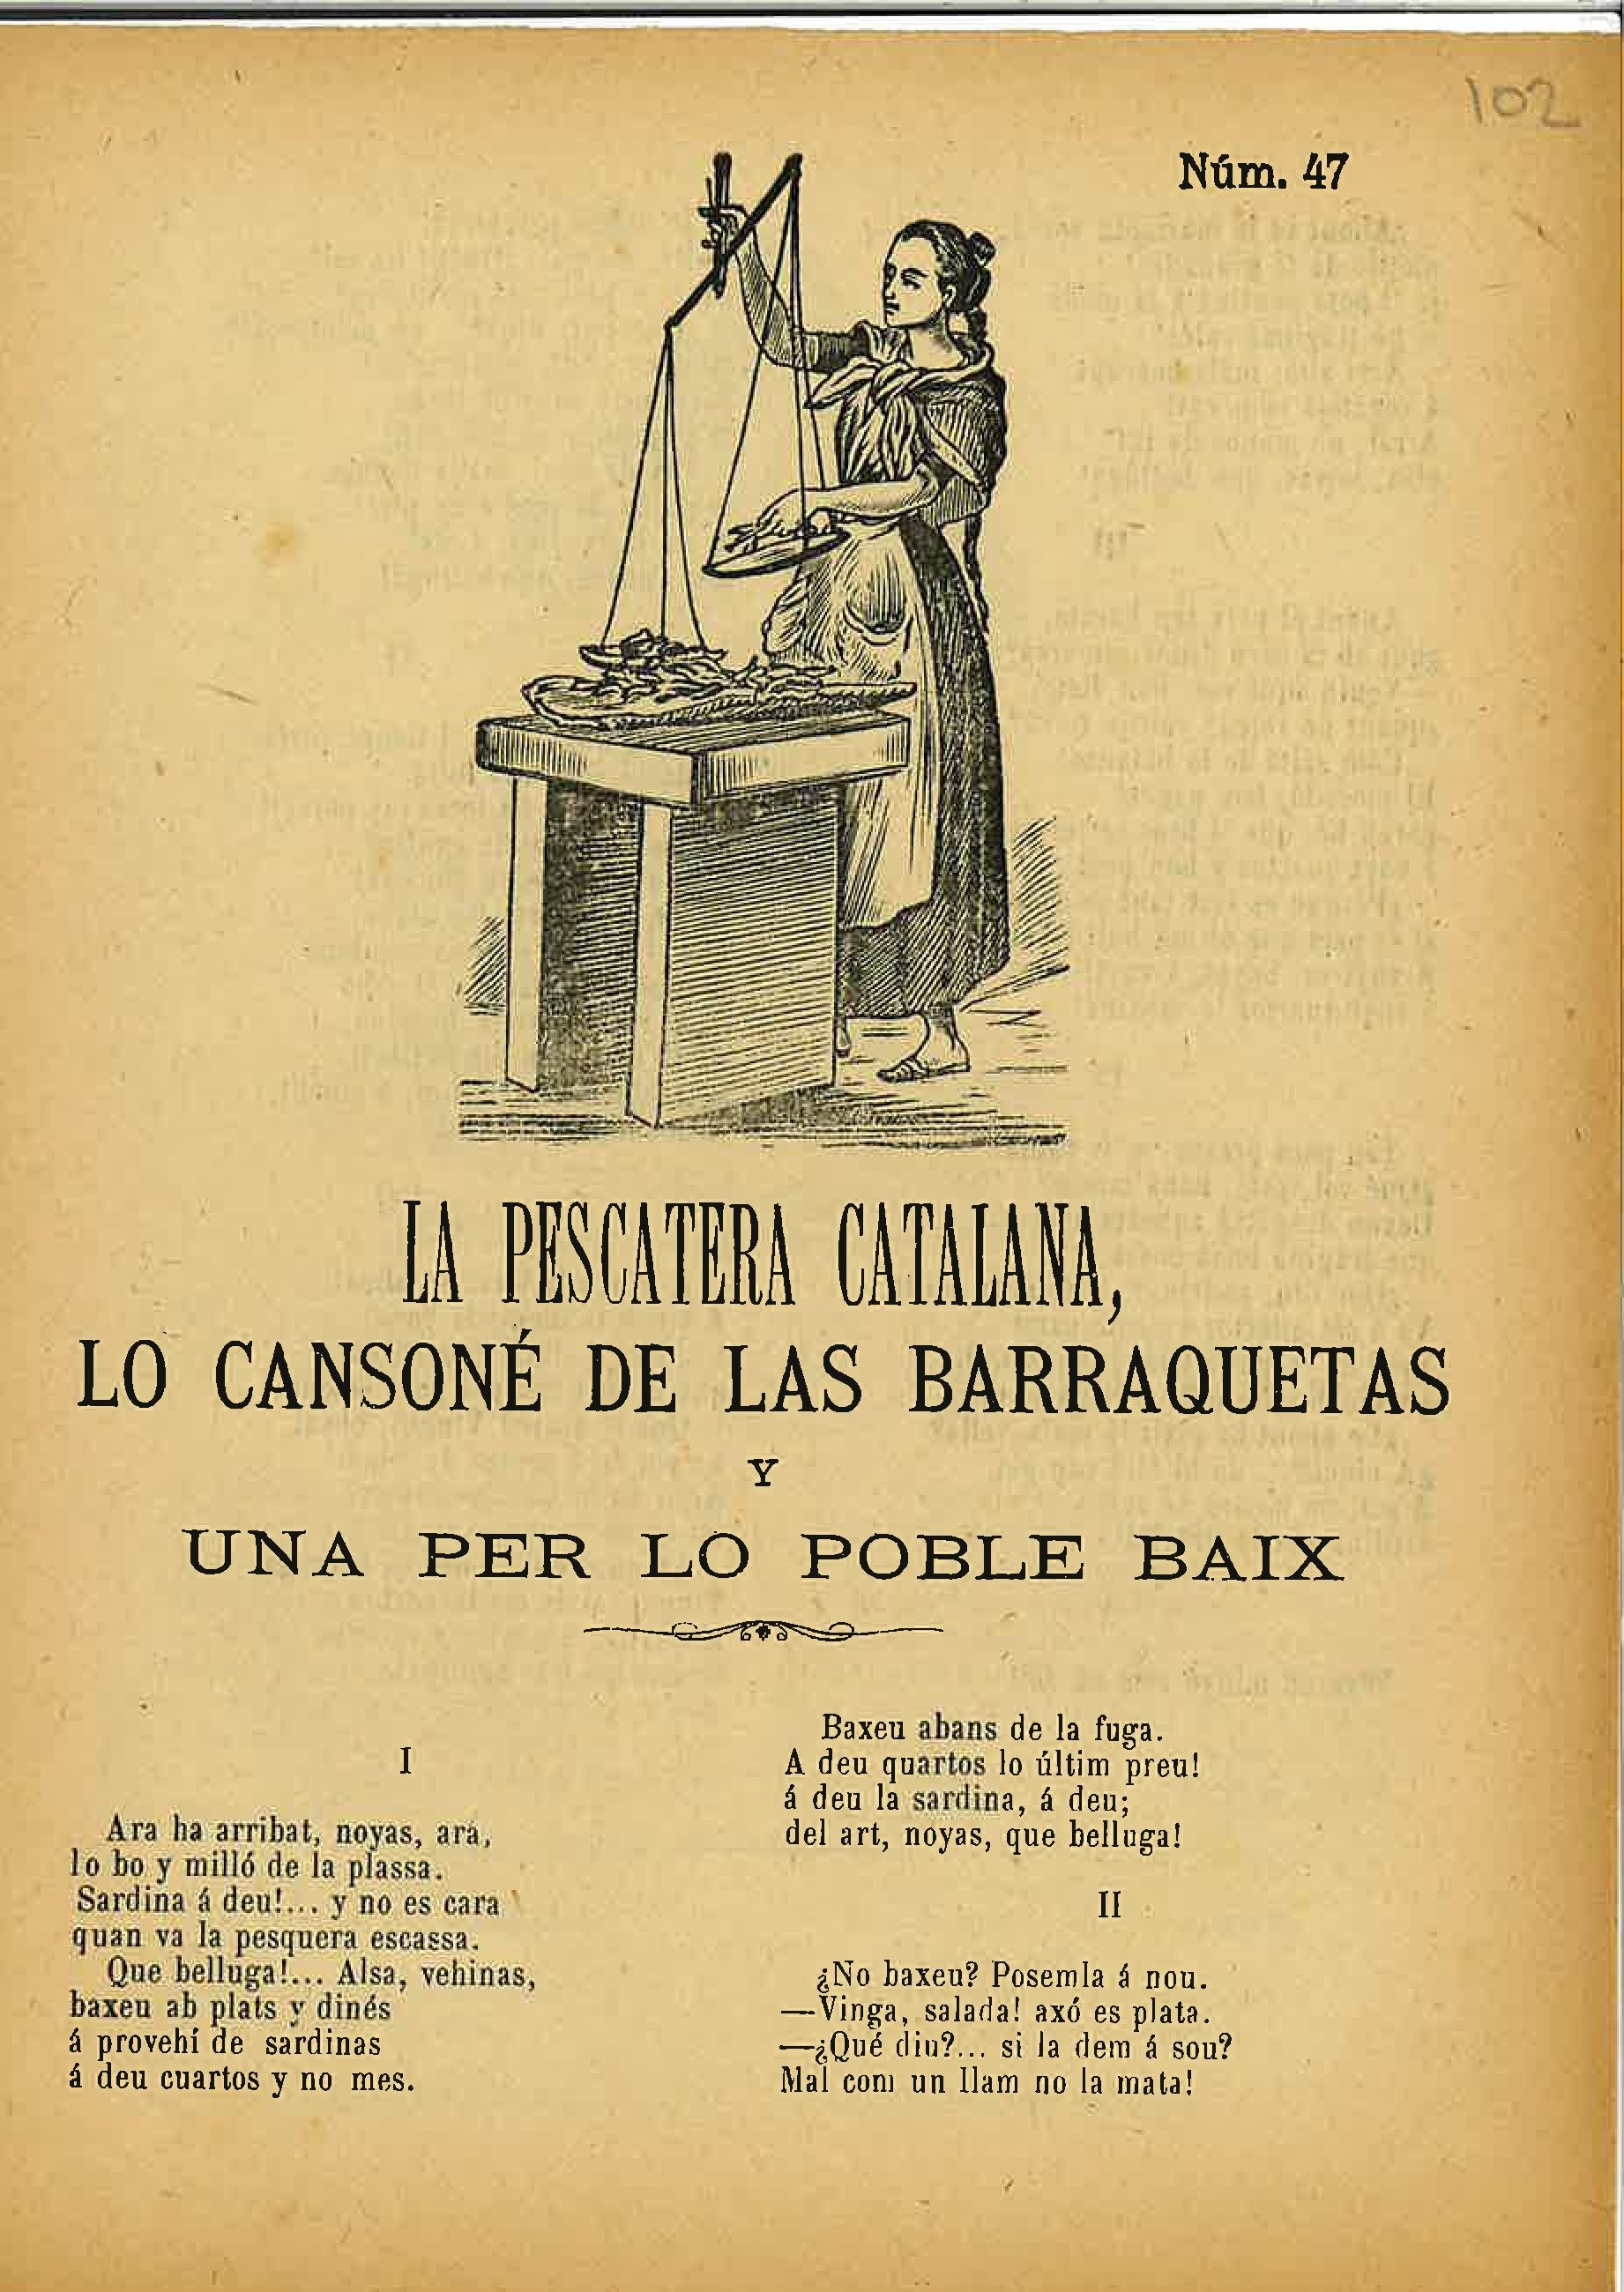 102
Núm. 47
LA PESCATERA CATALANA,
LO CANSONÉ DE LAS BARRAQUETAS
Y
UNA PER LO POBLE BAIX
I
Ara ha arribat, noyas, ara,
lo bo y milló de la plassa.
Sardina á deu!... y no es cara
quan va la pesquera escassa.
Que belluga!... Alsa, vehinas,
baxeu ab plats y dinés
á provehí de sardinas
á deu cuartos y no mes.
Baxeu abans de la fuga.
A deu quartos lo últim preu!
á deu la sardina, á deu;
del art, noyas, que belluga!
II
¿No baxeu? Posemla á nou.
—Vinga, salada! axó es plata.
—¿Qué diu?... si la dem á sou?
Mal com un llam no la mata!